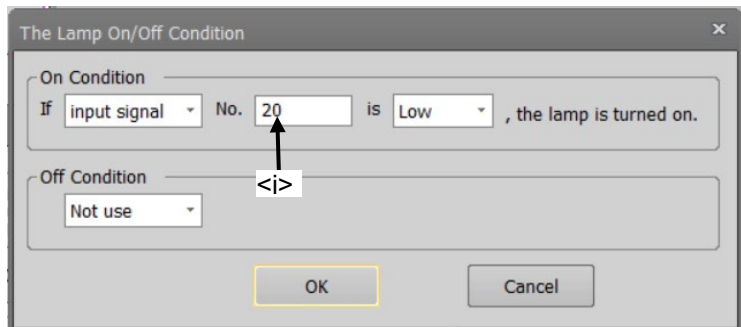 The Lamp On/Off Condition ×
On Condition
If input signal No. 20 is Low , the lamp is turned on.
Off Condition
<i>
Not use
OK Cancel